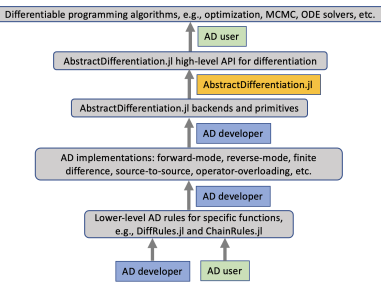 Differentiable programming algorithms, e.g., optimization, MCMC, ODE solvers, etc.
AD user
AbstractDifferentiation.jl high-level API for differentiation
AbstractDifferentiation.jl
AbstractDifferentiation.jl backends and primitives
AD developer
AD implementations: forward-mode, reverse-mode, finite
difference, source-to-source, operator-overloading, etc.
AD developer
Lower-level AD rules for specific functions,
e.g., DiffRules.jl and ChainRules.jl
AD developer
AD user